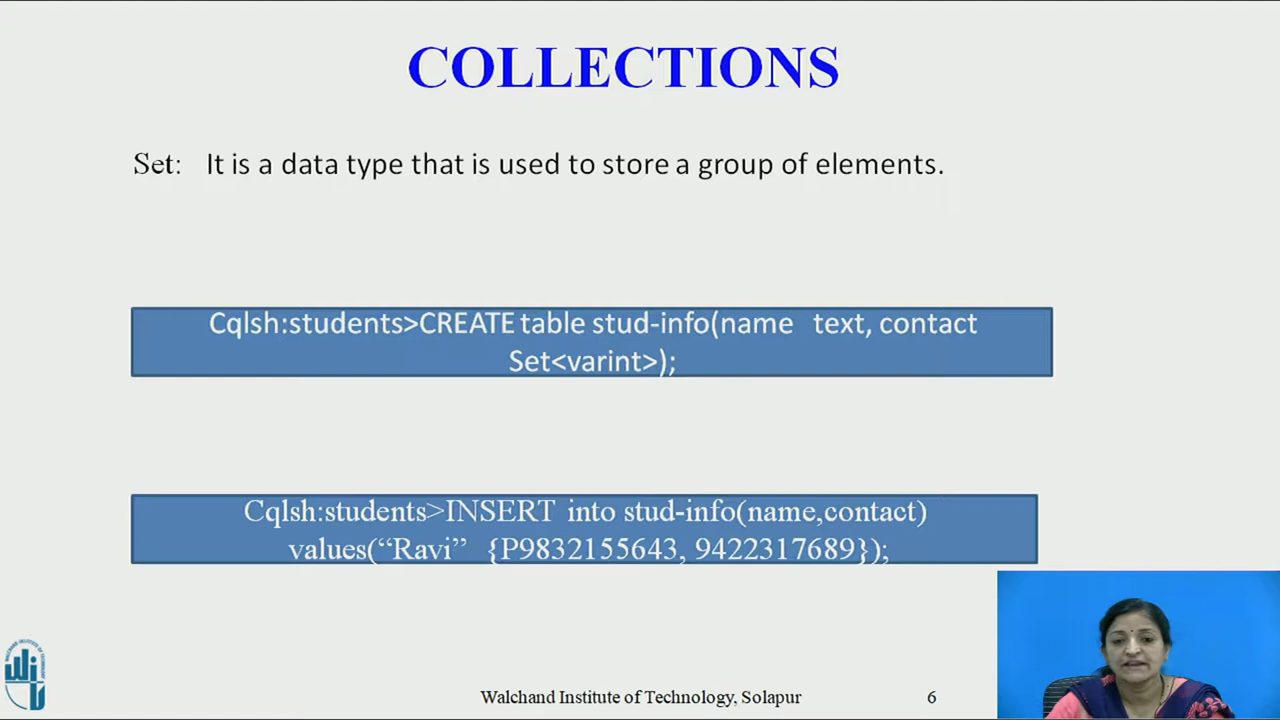 COLLECTIONS
Set: It is a data type that is used to store a group of elements.
Cqlsh:students>CREATE table stud-info(name text, contact
Set<varint>);
Cqlsh:students>INSERT into stud-info(name,contact)
values(“Ravi” {P9832155643, 9422317689});
Walchand Institute of Technology, Solapur 6